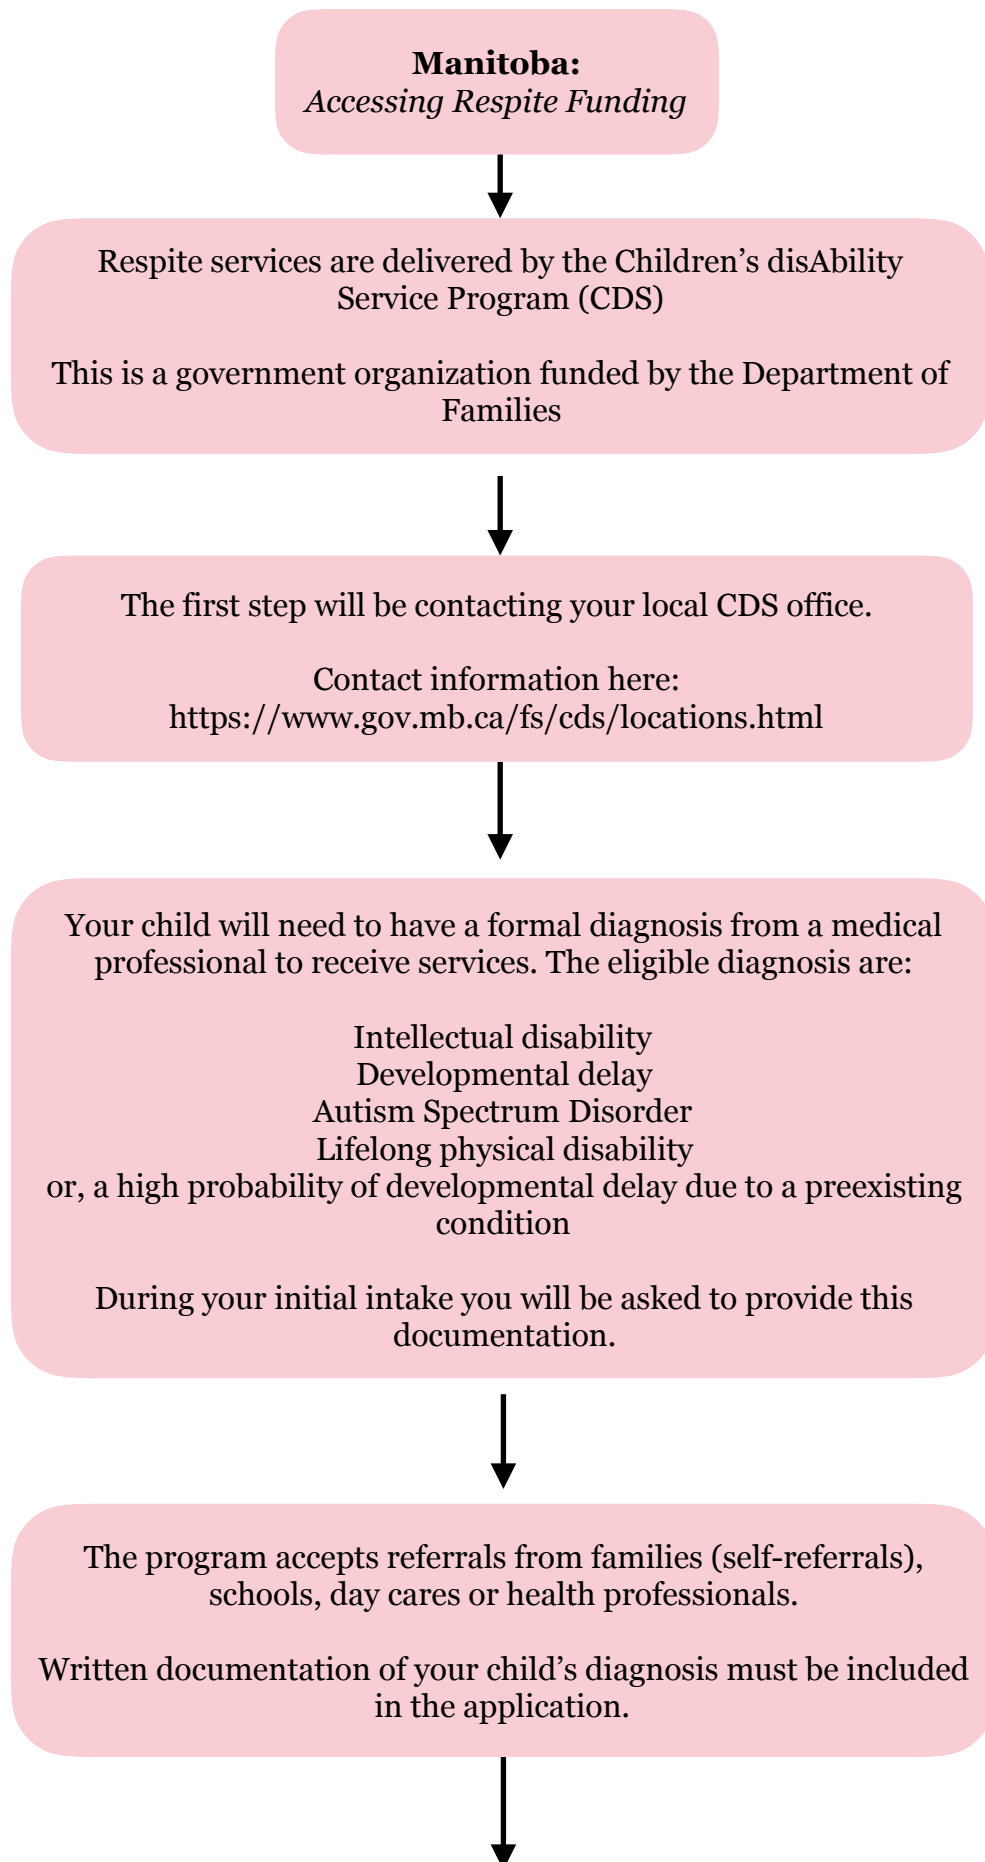 Manitoba:
Accessing Respite Funding
Respite services are delivered by the Children’s disAbility
Service Program (CDS)
This is a government organization funded by the Department of
Families
The first step will be contacting your local CDS office.
Contact information here:
https://www.gov.mb.ca/fs/cds/locations.html
Your child will need to have a formal diagnosis from a medical
professional to receive services. The eligible diagnosis are:
Intellectual disability
Developmental delay
Autism Spectrum Disorder
Lifelong physical disability
or, a high probability of developmental delay due to a preexisting
condition
During your initial intake you will be asked to provide this
documentation.
The program accepts referrals from families (self-referrals),
schools, day cares or health professionals.
Written documentation of your child’s diagnosis must be included
in the application.